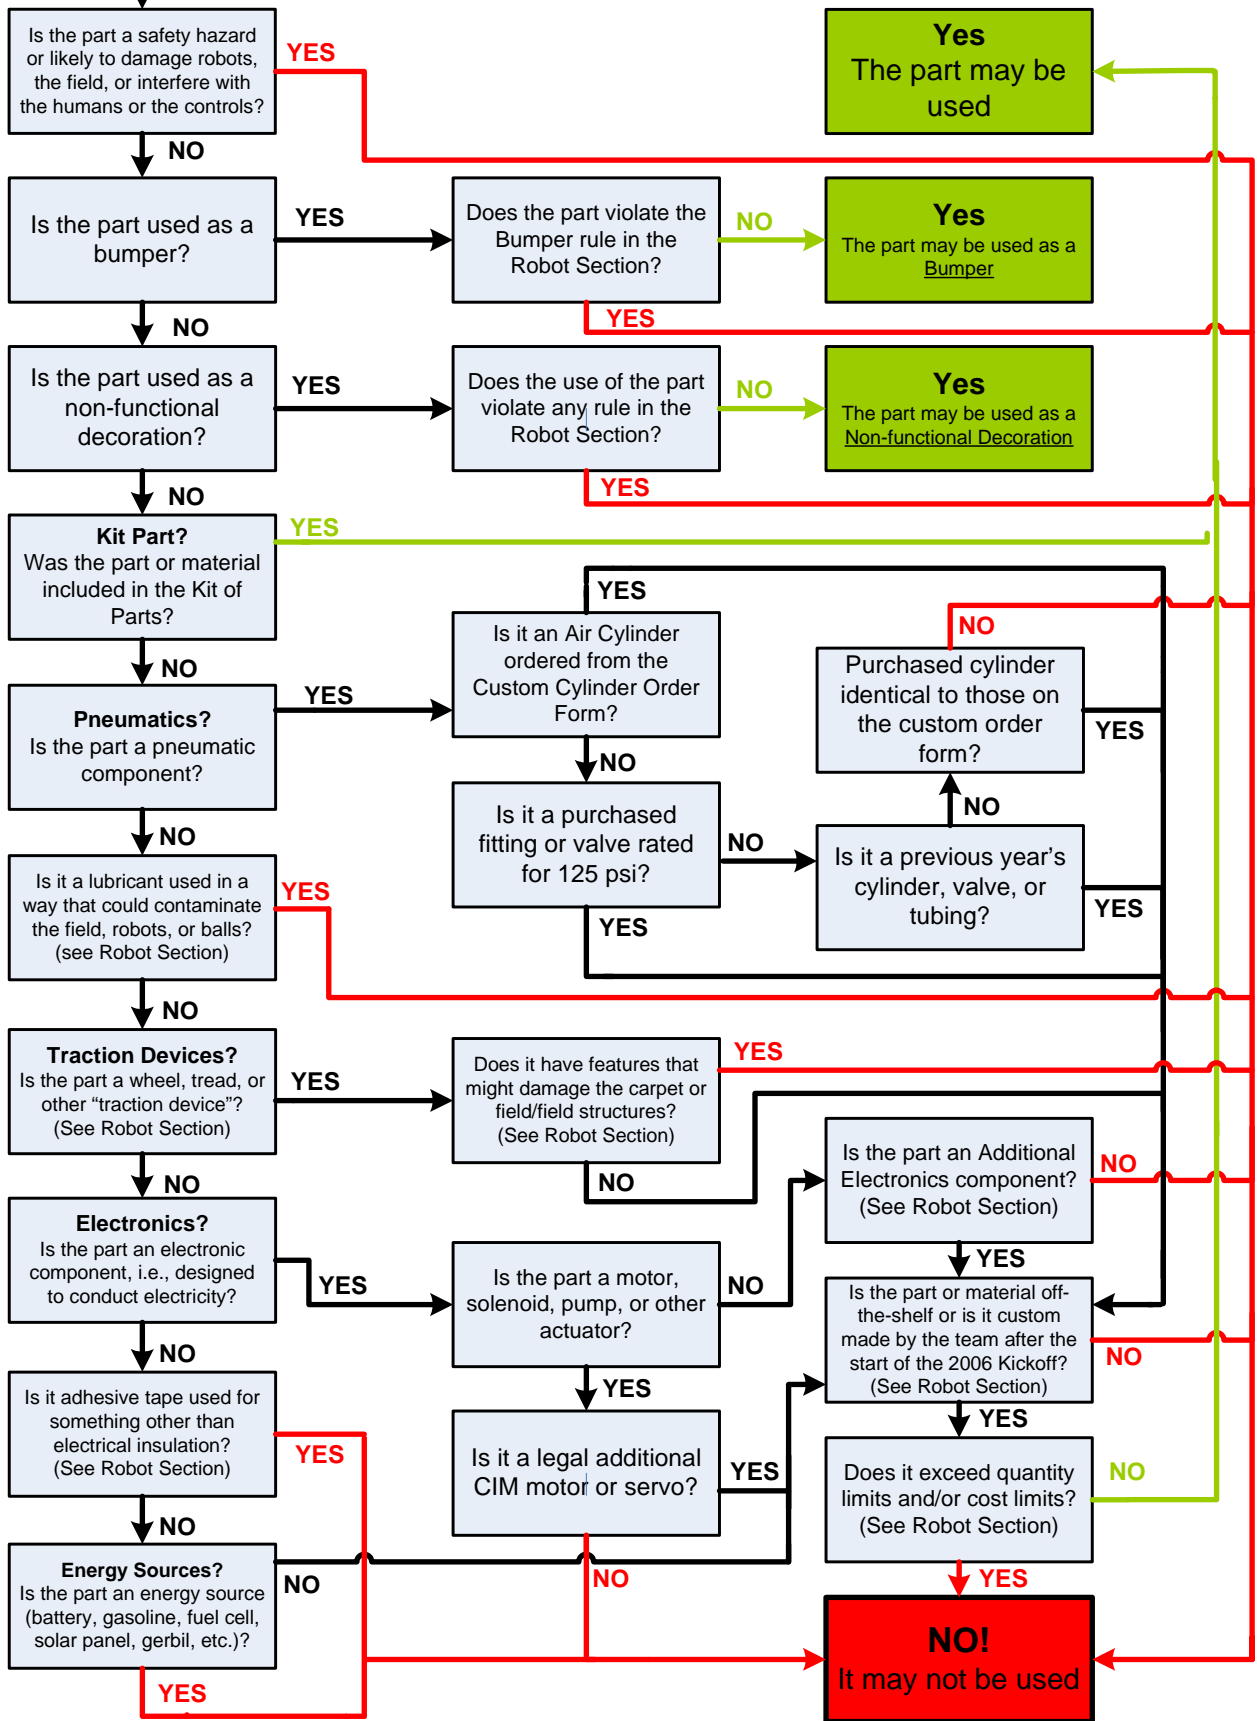 Is the part a safety hazard
or likely to damage robots,
the field, or interfere with
the humans or the controls?
YES
Yes
The part may be
used
NO
Is the part used as a
bumper?
YES
Does the part violate the
Bumper rule in the
Robot Section?
NO
Yes
The part may be used as a
Bumper
NO
YES
Is the part used as a
non-functional
decoration?
YES
Does the use of the part
violate any rule in the
Robot Section?
NO
Yes
The part may be used as a
Non-functional Decoration
NO
YES
Kit Part?
Was the part or material
included in the Kit of
Parts?
YES
YES
NO
Is it an Air Cylinder
ordered from the
Custom Cylinder Order
Form?
NO
Purchased cylinder
identical to those on
the custom order
form?
YES
Pneumatics?
Is the part a pneumatic
component?
YES
NO
NO
NO
Is it a purchased
fitting or valve rated
for 125 psi?
NO
Is it a previous year's
cylinder, valve, or
tubing?
YES
YES
Is it a lubricant used in a
way that could contaminate
the field, robots, or balls?
(see Robot Section)
YES
NO
Traction Devices?
Is the part a wheel, tread, or
other “traction device”?
(See Robot Section)
YES
Does it have features that
might damage the carpet or
field/field structures?
(See Robot Section)
YES
NO
NO
Is the part an Additional
Electronics component?
(See Robot Section)
NO
YES
Electronics?
Is the part an electronic
component, i.e., designed
to conduct electricity?
YES
Is the part a motor,
solenoid, pump, or other
actuator?
NO
Is the part or material off-
the-shelf or is it custom
made by the team after the
start of the 2006 Kickoff?
(See Robot Section)
NO
NO
YES
YES
Is it adhesive tape used for
something other than
electrical insulation?
(See Robot Section)
YES
Is it a legal additional
CIM motor or servo?
YES
Does it exceed quantity
limits and/or cost limits?
(See Robot Section)
NO
NO
Energy Sources?
Is the part an energy source
(battery, gasoline, fuel cell,
solar panel, gerbil, etc.)?
NO
NO
YES
NO!
It may not be used
YES